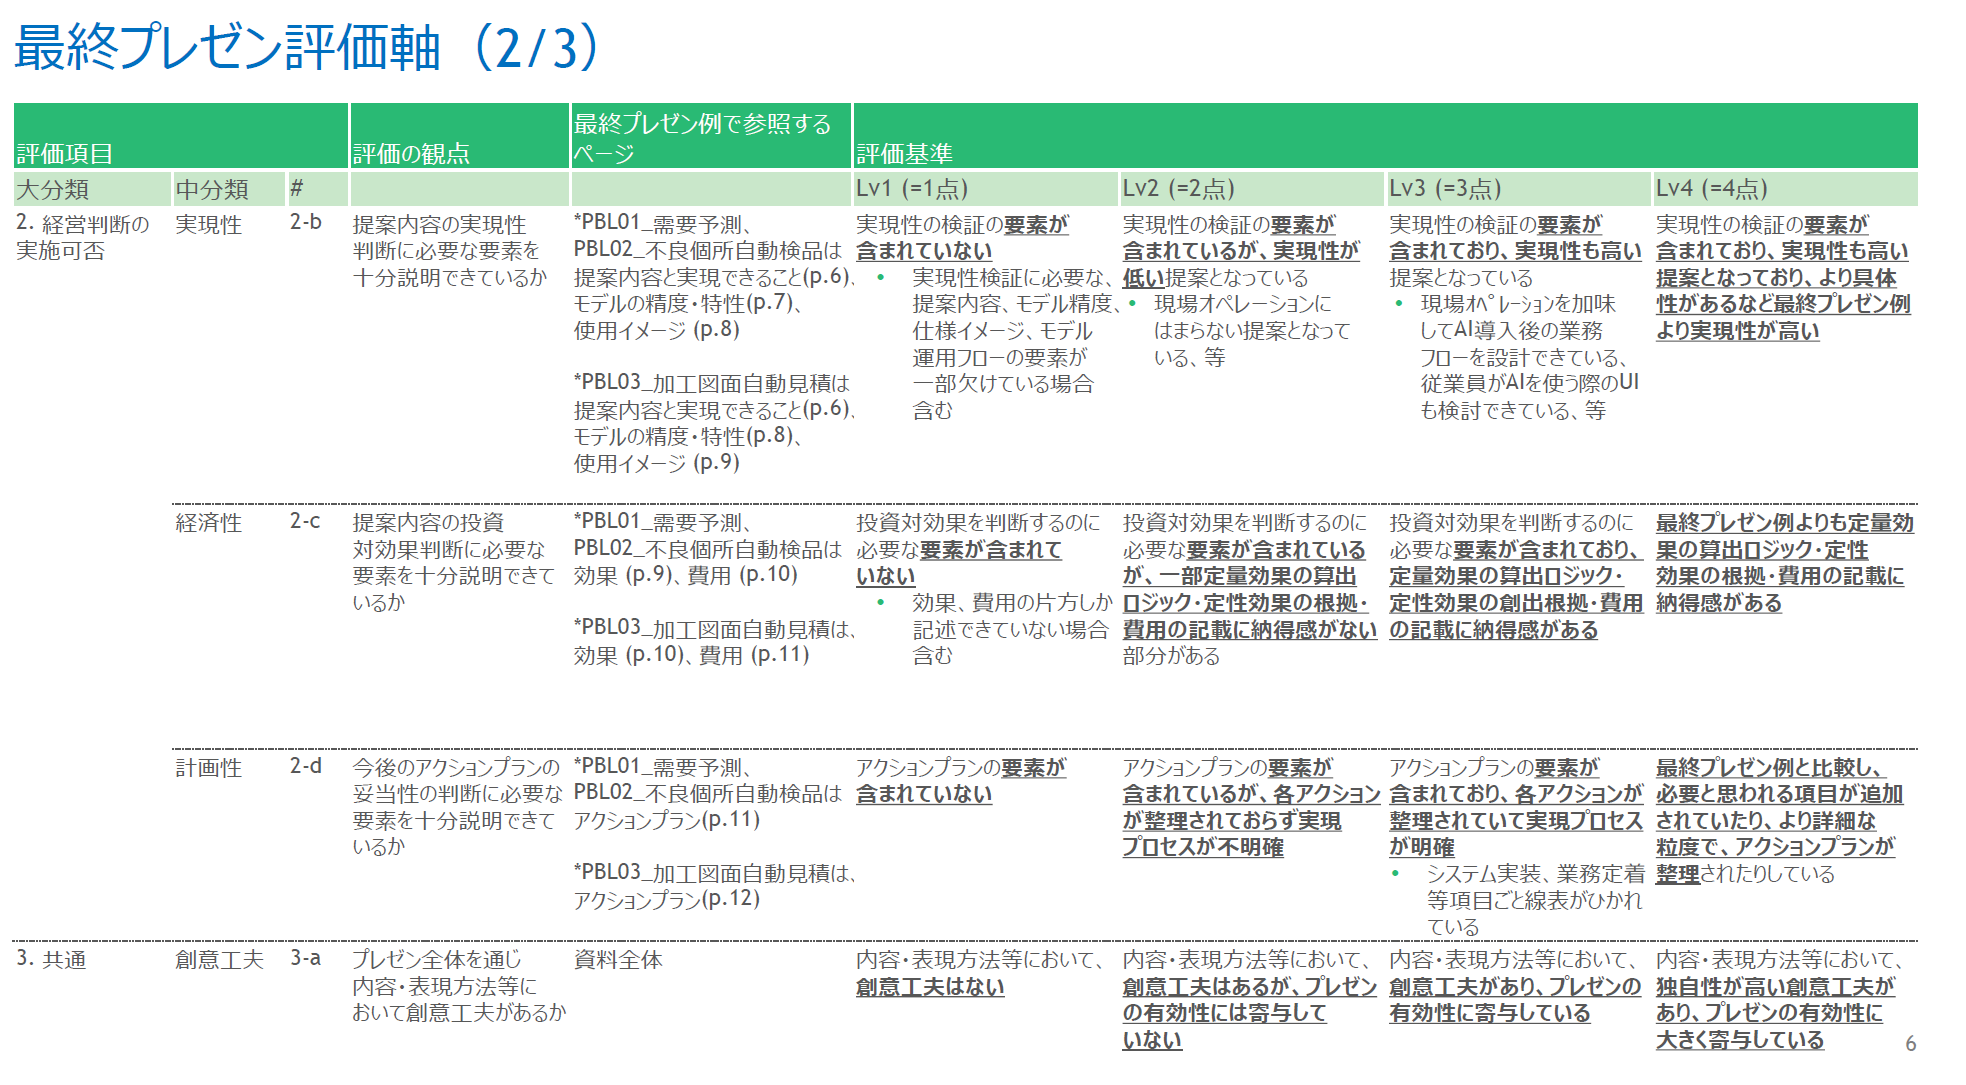 最終プレゼン評価軸（2/3）
評価項目
評価の観点
最終プレゼン例で参照する
ページ
評価基準
大分類
中分類
#
Lv1 (=1点)
Lv2 (=2点)
Lv3 (=3点)
Lv4 (=4点)
2. 経営判断の
実施可否
実現性
2-b
提案内容の実現性
判断に必要な要素を
十分説明できているか
*PBL01_需要予測、
PBL02_不良個所自動検品は
提案内容と実現できること(p.6)、
モデルの精度・特性(p.7)、
使用イメージ (p.8)
*PBL03_加工図面自動見積は
提案内容と実現できること(p.6)、
モデルの精度・特性(p.8)、
使用イメージ (p.9)
実現性の検証の要素が
含まれていない
• 実現性検証に必要な、
提案内容、モデル精度、
仕様イメージ、モデル
運用フローの要素が
一部欠けている場合
含む
実現性の検証の要素が
含まれているが、実現性が
低い提案となっている
• 現場オペレーションに
はまらない提案となって
いる、等
実現性の検証の要素が
含まれており、実現性も高い
提案となっている
• 現場ｵﾍﾟﾚｰｼｮﾝを加味
してAI導入後の業務
フローを設計できている、
従業員がAIを使う際のUI
も検討できている、等
実現性の検証の要素が
含まれており、実現性も高い
提案となっており、より具体
性があるなど最終プレゼン例
より実現性が高い
経済性
2-c
提案内容の投資
対効果判断に必要な
要素を十分説明できて
いるか
*PBL01_需要予測、
PBL02_不良個所自動検品は
効果 (p.9)、費用 (p.10)
*PBL03_加工図面自動見積は、
効果 (p.10)、費用 (p.11)
投資対効果を判断するのに
必要な要素が含まれて
いない
• 効果、費用の片方しか
記述できていない場合
含む
投資対効果を判断するのに
必要な要素が含まれている
が、一部定量効果の算出
ロジック・定性効果の根拠・
費用の記載に納得感がない
部分がある
投資対効果を判断するのに
必要な要素が含まれており、
定量効果の算出ロジック・
定性効果の創出根拠・費用
の記載に納得感がある
最終プレゼン例よりも定量効
果の算出ロジック・定性
効果の根拠・費用の記載に
納得感がある
計画性
2-d
今後のアクションプランの
妥当性の判断に必要な
要素を十分説明できて
いるか
*PBL01_需要予測、
PBL02_不良個所自動検品は
アクションプラン(p.11)
*PBL03_加工図面自動見積は、
アクションプラン(p.12)
アクションプランの要素が
含まれていない
アクションプランの要素が
含まれているが、各アクション
が整理されておらず実現
プロセスが不明確
アクションプランの要素が
含まれており、各アクションが
整理されていて実現プロセス
が明確
• システム実装、業務定着
等項目ごと線表がひかれ
ている
最終プレゼン例と比較し、
必要と思われる項目が追加
されていたり、より詳細な
粒度で、アクションプランが
整理されたりしている
3. 共通
創意工夫
3-a
プレゼン全体を通じ
内容・表現方法等に
おいて創意工夫があるか
資料全体
内容・表現方法等において、
創意工夫はない
内容・表現方法等において、
創意工夫はあるが、プレゼン
の有効性には寄与して
いない
内容・表現方法等において、
創意工夫があり、プレゼンの
有効性に寄与している
内容・表現方法等において、
独自性が高い創意工夫が
あり、プレゼンの有効性に
大きく寄与している
6